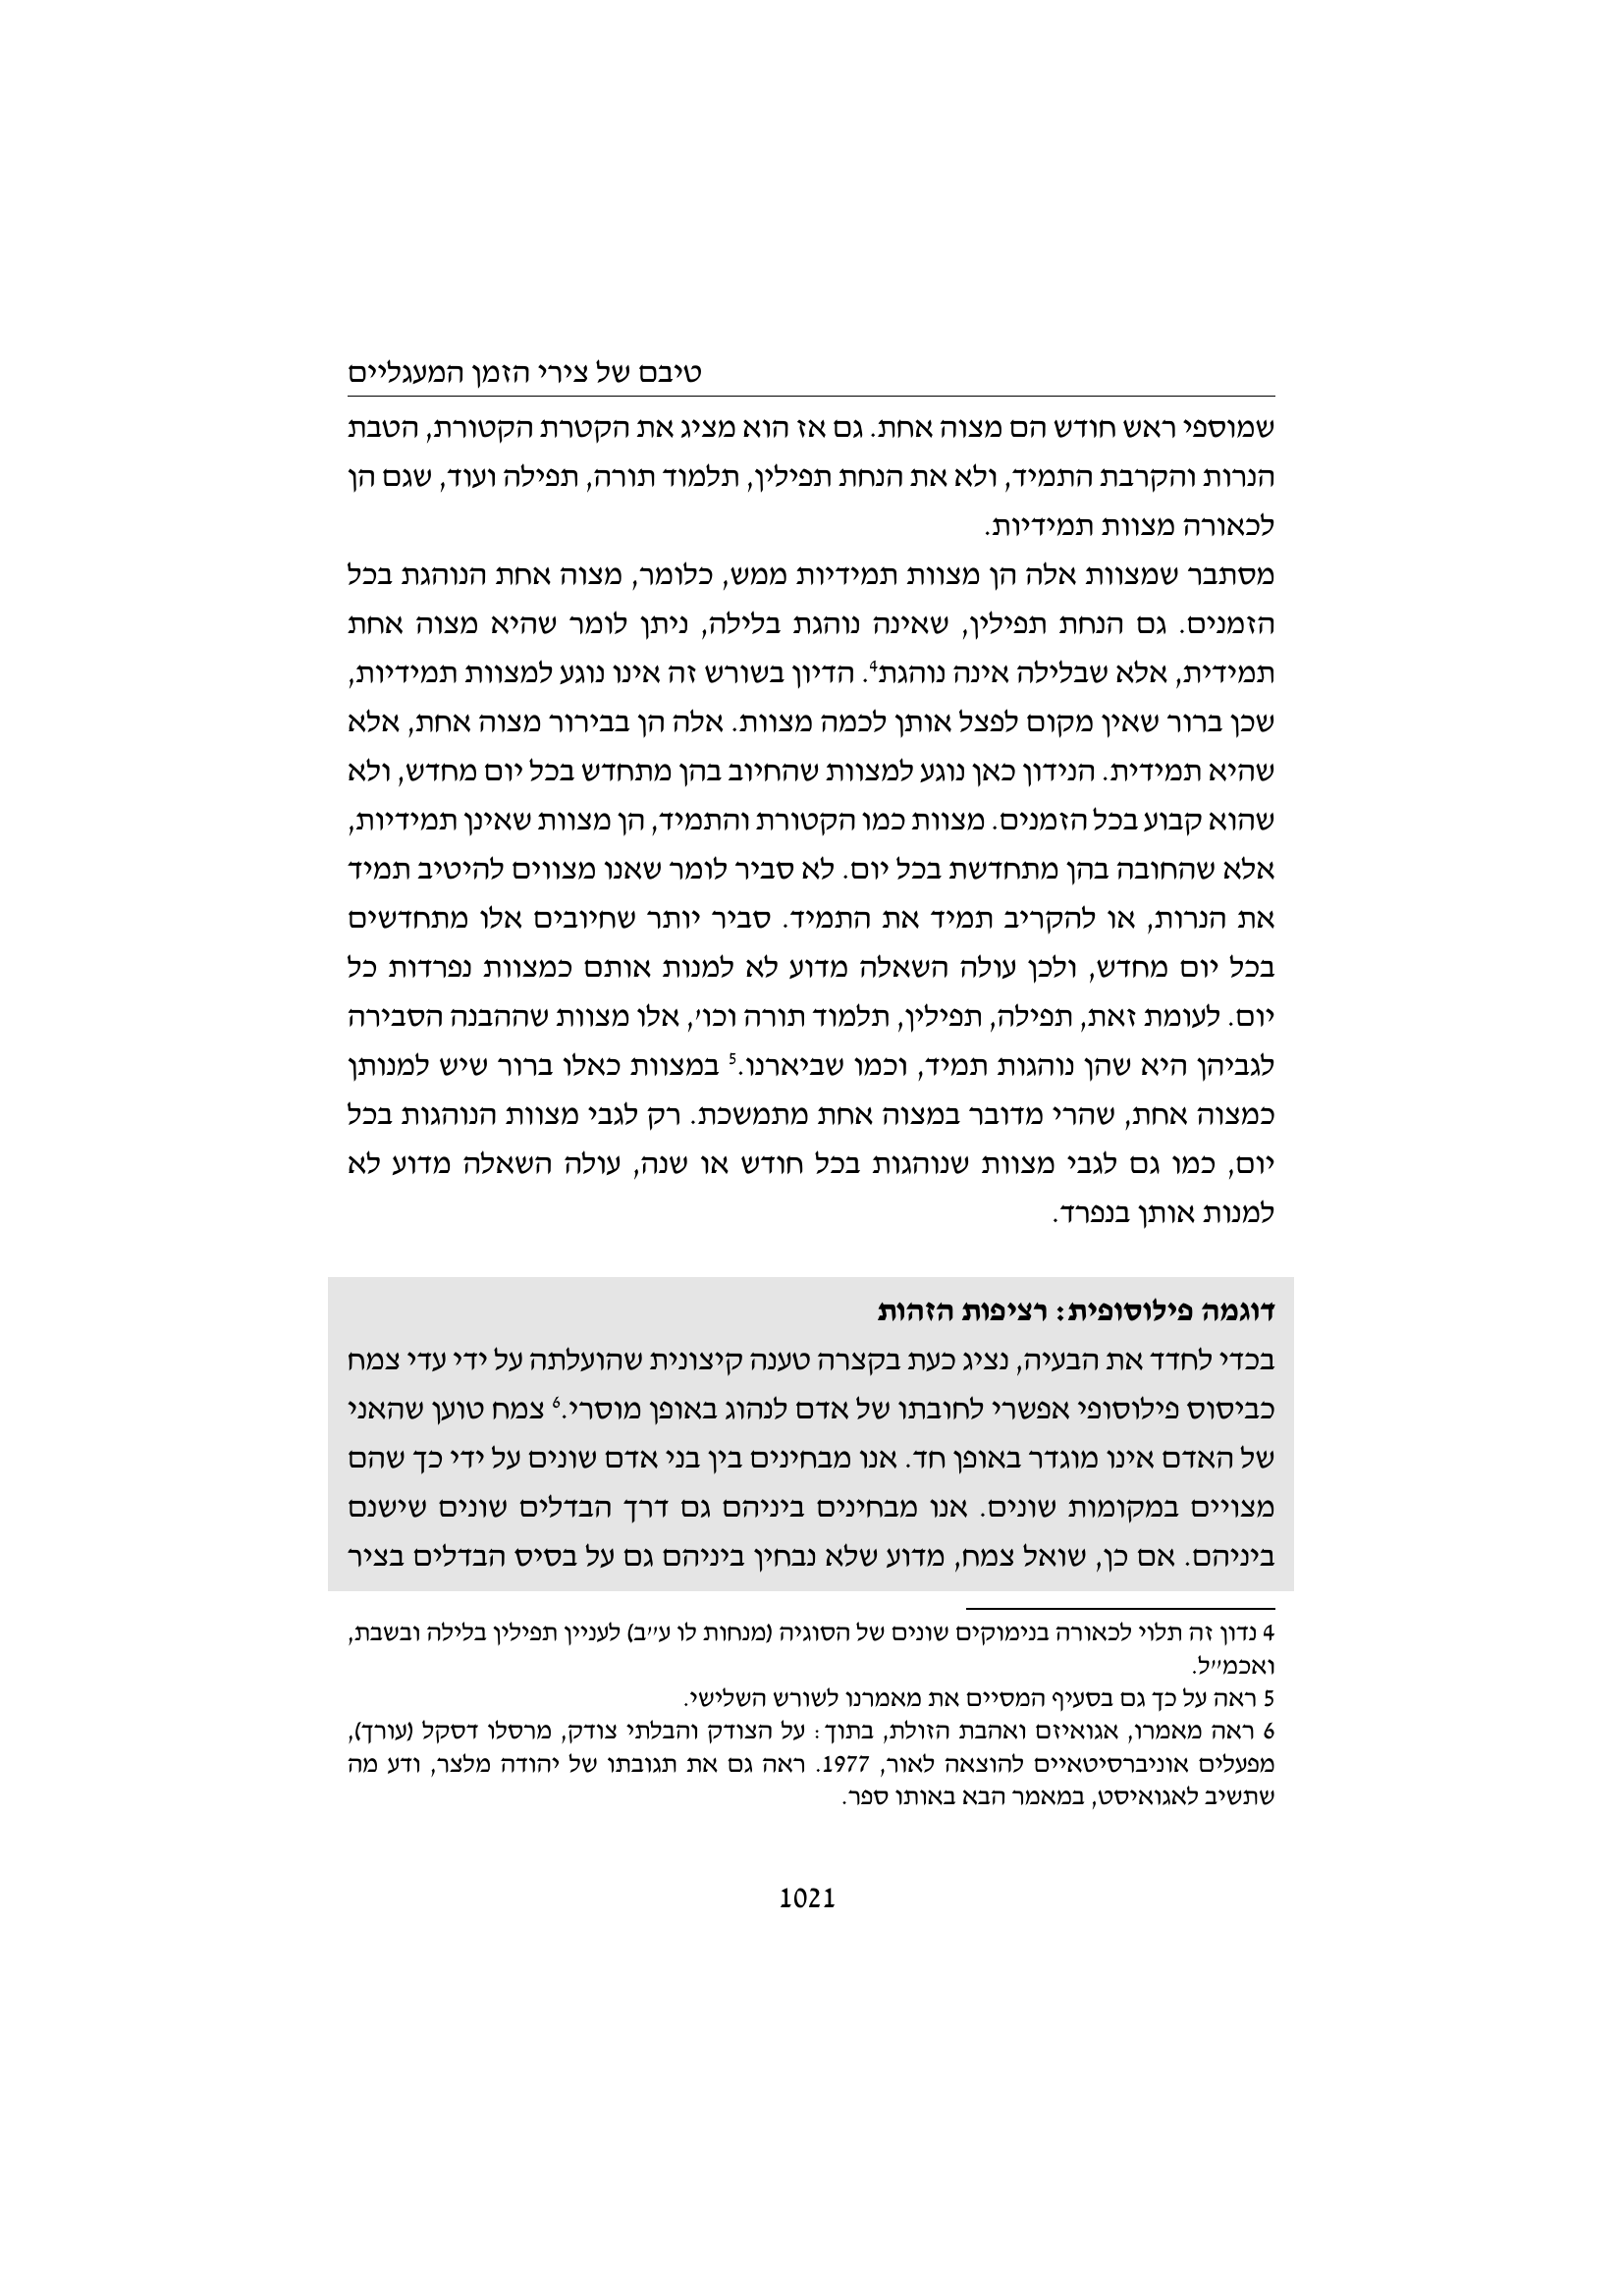 טיבם של צירי הזמן המעגליים
שמוספי ראש חודש הם מצוה אחת. גם אז הוא מציג את הקטרת הקטורת, הטבת
הנרות והקרבת התמיד, ולא את הנחת תפילין, תלמוד תורה, תפילה ועוד, שגם הן
לכאורה מצוות תמידיות.
מסתבר שמצוות אלה הן מצוות תמידיות ממש, כלומר, מצוה אחת הנוהגת בכל
הזמנים. גם הנחת תפילין, שאינה נוהגת בלילה, ניתן לומר שהיא מצוה אחת
תמידית, אלא שבלילה אינה נוהגת⁴. הדיון בשורש זה אינו נוגע למצוות תמידיות,
שכן ברור שאין מקום לפצל אותן לכמה מצוות. אלה הן בבירור מצוה אחת, אלא
שהיא תמידית. הנידון כאן נוגע למצוות שהחיוב בהן מתחדש בכל יום מחדש, ולא
שהוא קבוע בכל הזמנים. מצוות כמו הקטורת והתמיד, הן מצוות שאינן תמידיות,
אלא שהחובה בהן מתחדשת בכל יום. לא סביר לומר שאנו מצווים להיטיב תמיד
את הנרות, או להקריב תמיד את התמיד. סביר יותר שחיובים אלו מתחדשים
בכל יום מחדש, ולכן עולה השאלה מדוע לא למנות אותם כמצוות נפרדות כל
יום. לעומת זאת, תפילה, תפילין, תלמוד תורה וכו', אלו מצוות שההבנה הסבירה
לגביהן היא שהן נוהגות תמיד, וכמו שביארנו.⁵ במצוות כאלו ברור שיש למנותן
כמצוה אחת, שהרי מדובר במצוה אחת מתמשכת. רק לגבי מצוות הנוהגות בכל
יום, כמו גם לגבי מצוות שנוהגות בכל חודש או שנה, עולה השאלה מדוע לא
למנות אותן בנפרד.
דוגמה פילוסופית: רציפות הזהות
בכדי לחדד את הבעיה, נציג כעת בקצרה טענה קיצונית שהועלתה על ידי עדי צמח
כביסוס פילוסופי אפשרי לחובתו של אדם לנהוג באופן מוסרי.⁶ צמח טוען שהאני
של האדם אינו מוגדר באופן חד. אנו מבחינים בין בני אדם שונים על ידי כך שהם
מצויים במקומות שונים. אנו מבחינים ביניהם גם דרך הבדלים שונים שישנם
ביניהם. אם כן, שואל צמח, מדוע שלא נבחין ביניהם גם על בסיס הבדלים בציר
4 נדון זה תלוי לכאורה בנימוקים שונים של הסוגיה (מנחות לו ע"ב) לעניין תפילין בלילה ובשבת,
ואכמ"ל.
5 ראה על כך גם בסעיף המסיים את מאמרנו לשורש השלישי.
6 ראה מאמרו, אגואיזם ואהבת הזולת, בתוך: על הצודק והבלתי צודק, מרסלו דסקל (עורך),
מפעלים אוניברסיטאיים להוצאה לאור, 1977. ראה גם את תגובתו של יהודה מלצר, ודע מה
שתשיב לאגואיסט, במאמר הבא באותו ספר.
1021